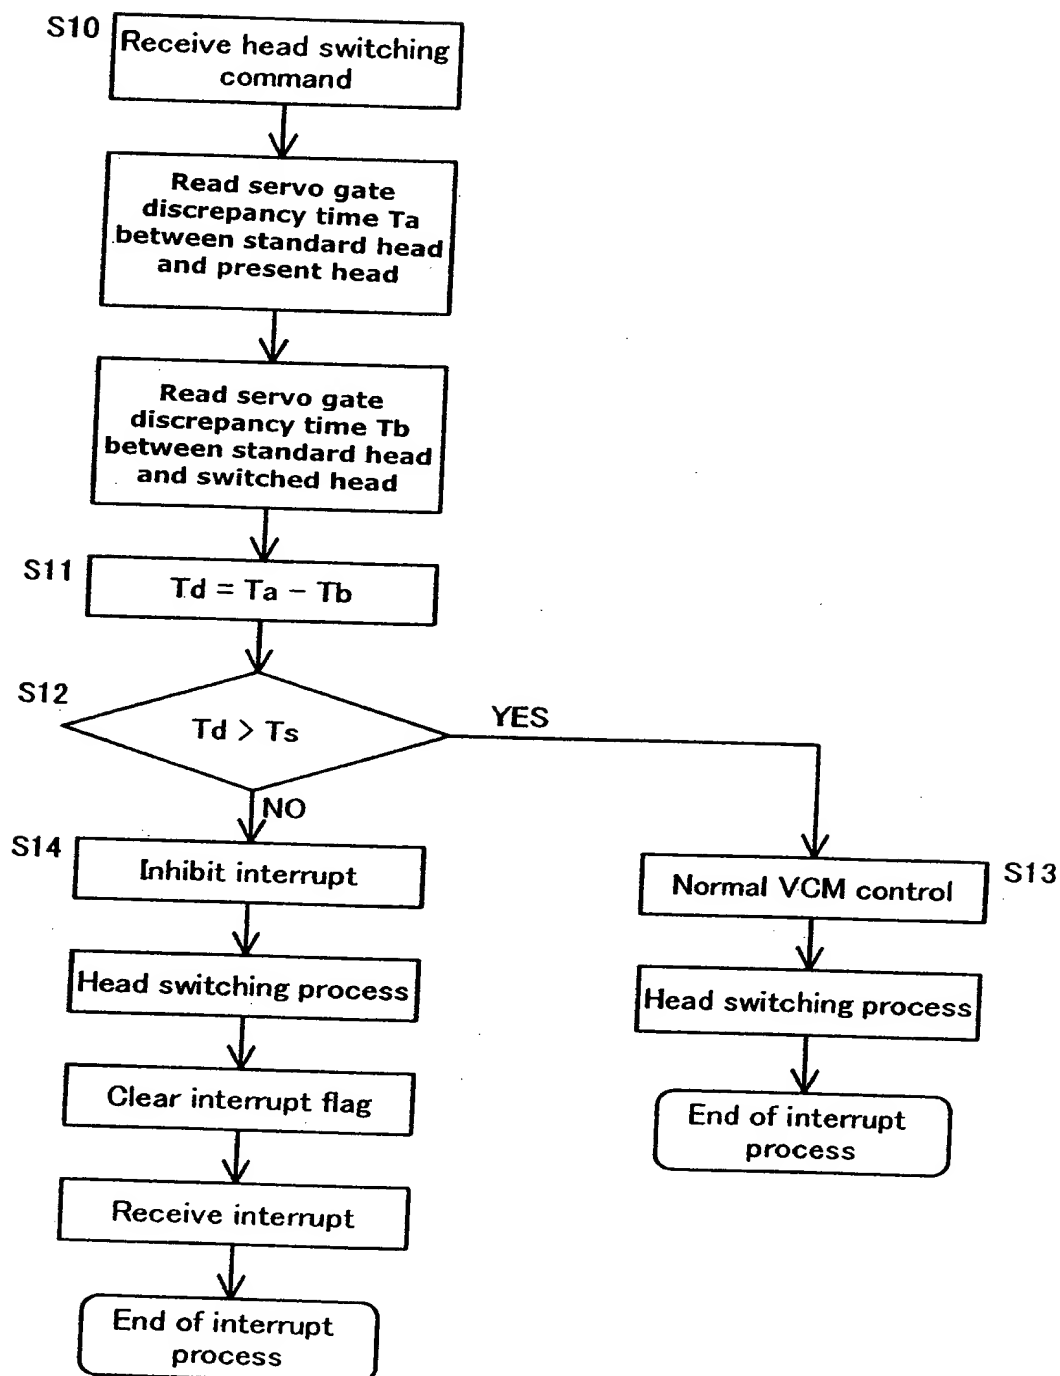 S10
Receive head switching
command
Read servo gate
discrepancy time Ta
between standard head
and present head
Read servo gate
discrepancy time Tb
between standard head
and switched head
S11
Td = Ta − Tb
S12
Td > Ts
YES
NO
S14
Inhibit interrupt
Normal VCM control
S13
Head switching process
Head switching process
Clear interrupt flag
End of interrupt
process
Receive interrupt
End of interrupt
process